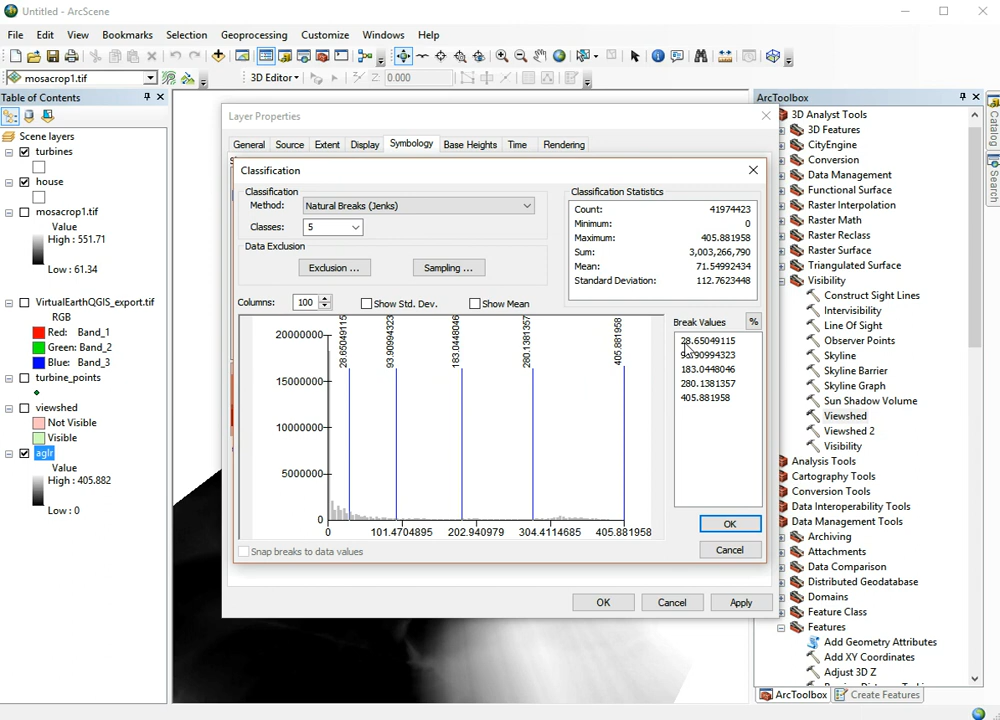 Untitled - ArcScene
File Edit View Bookmarks Selection Geoprocessing Customize Windows Help
mosacrop1.tif 3D Editor 0.000
Table of Contents
Scene layers
turbines
house
mosacrop1.tif
Value
High : 551.71
Low : 61.34
VirtualEarthQGIS_export.tif
RGB
Red: Band_1
Green: Band_2
Blue: Band_3
turbine_points
viewshed
Not Visible
Visible
aglr
Value
High : 405.882
Low : 0
Layer Properties
General Source Extent Display Symbology Base Heights Time Rendering
Classification
Classification
Method: Natural Breaks (Jenks)
Classes: 5
Data Exclusion
Exclusion ... Sampling ...
Classification Statistics
Count: 41974423
Minimum: 0
Maximum: 405.881958
Sum: 3,003,266,790
Mean: 71.54992434
Standard Deviation: 112.7623448
Columns: 100 Show Std. Dev. Show Mean
Break Values %
28.65049115
93.90994323
183.0448046
280.1381357
405.881958
28.65049115
93.90994323
183.0448046
280.1381357
405.881958
20000000
15000000
10000000
5000000
0
0 101.4704895 202.940979 304.4114685 405.881958
Snap breaks to data values
OK
Cancel
OK Cancel Apply
ArcToolbox
3D Analyst Tools
3D Features
CityEngine
Conversion
Data Management
Functional Surface
Raster Interpolation
Raster Math
Raster Reclass
Raster Surface
Triangulated Surface
Visibility
Construct Sight Lines
Intervisibility
Line Of Sight
Observer Points
Skyline
Skyline Barrier
Skyline Graph
Sun Shadow Volume
Viewshed
Viewshed 2
Visibility
Analysis Tools
Cartography Tools
Conversion Tools
Data Interoperability Tools
Data Management Tools
Archiving
Attachments
Data Comparison
Distributed Geodatabase
Domains
Feature Class
Features
Add Geometry Attributes
Add XY Coordinates
Adjust 3D Z
ArcToolbox Create Features
Catalog
Search